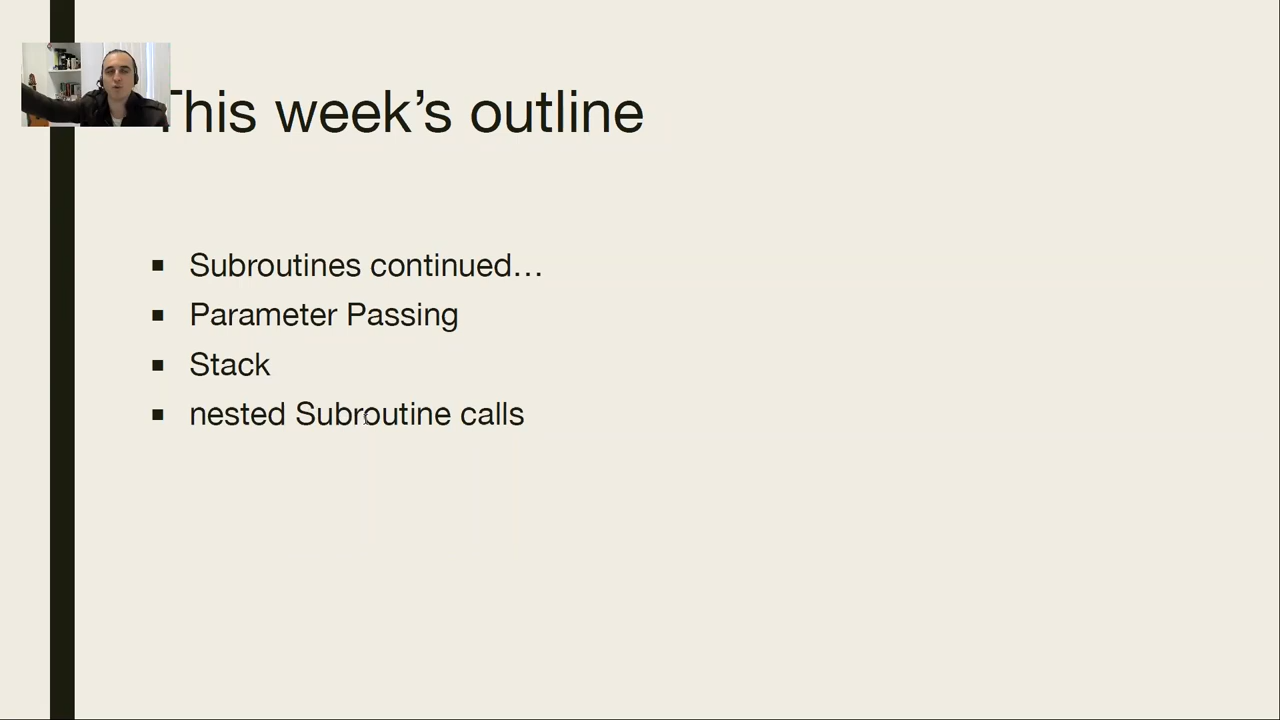 This week's outline
Subroutines continued…
Parameter Passing
Stack
nested Subroutine calls